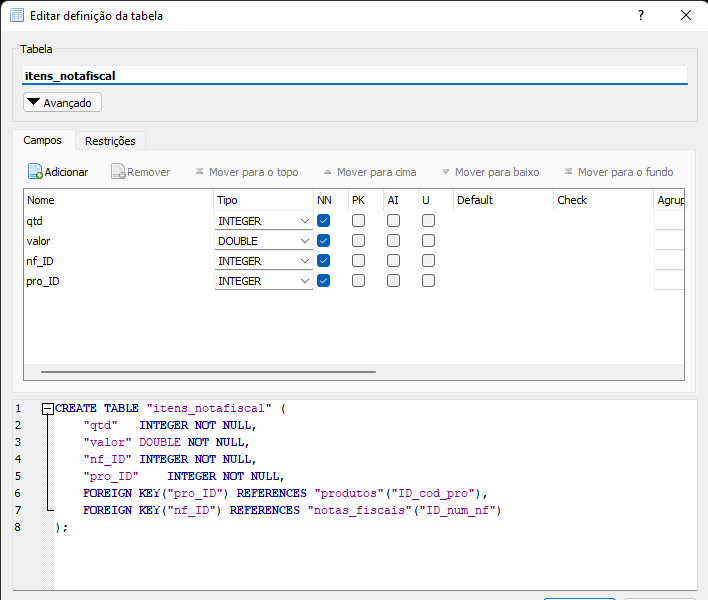 Editar definição da tabela ? ×
Tabela
itens_notafiscal
Avançado
Campos Restrições
Adicionar Remover Mover para o topo Mover para cima Mover para baixo Mover para o fundo
Nome Tipo NN PK AI U Default Check Agrup
qtd INTEGER
valor DOUBLE
nf_ID INTEGER
pro_ID INTEGER
1 CREATE TABLE "itens_notafiscal" (
2 "qtd" INTEGER NOT NULL,
3 "valor" DOUBLE NOT NULL,
4 "nf_ID" INTEGER NOT NULL,
5 "pro_ID" INTEGER NOT NULL,
6 FOREIGN KEY("pro_ID") REFERENCES "produtos"("ID_cod_pro"),
7 FOREIGN KEY("nf_ID") REFERENCES "notas_fiscais"("ID_num_nf")
8 );